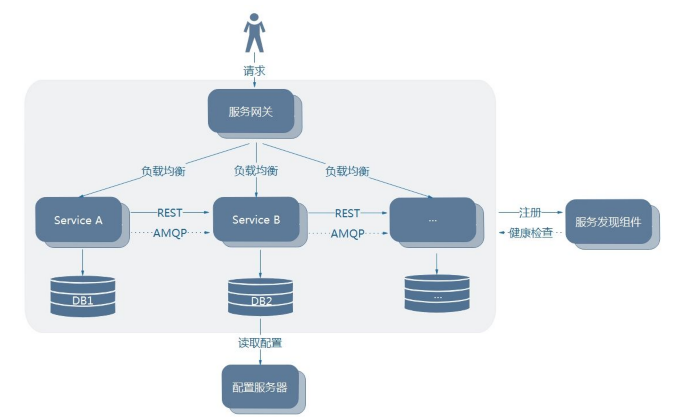 请求
服务网关
负载均衡
负载均衡
负载均衡
Service A
REST
AMQP
Service B
REST
AMQP
...
注册
健康检查
服务发现组件
DB1
DB2
...
读取配置
配置服务器